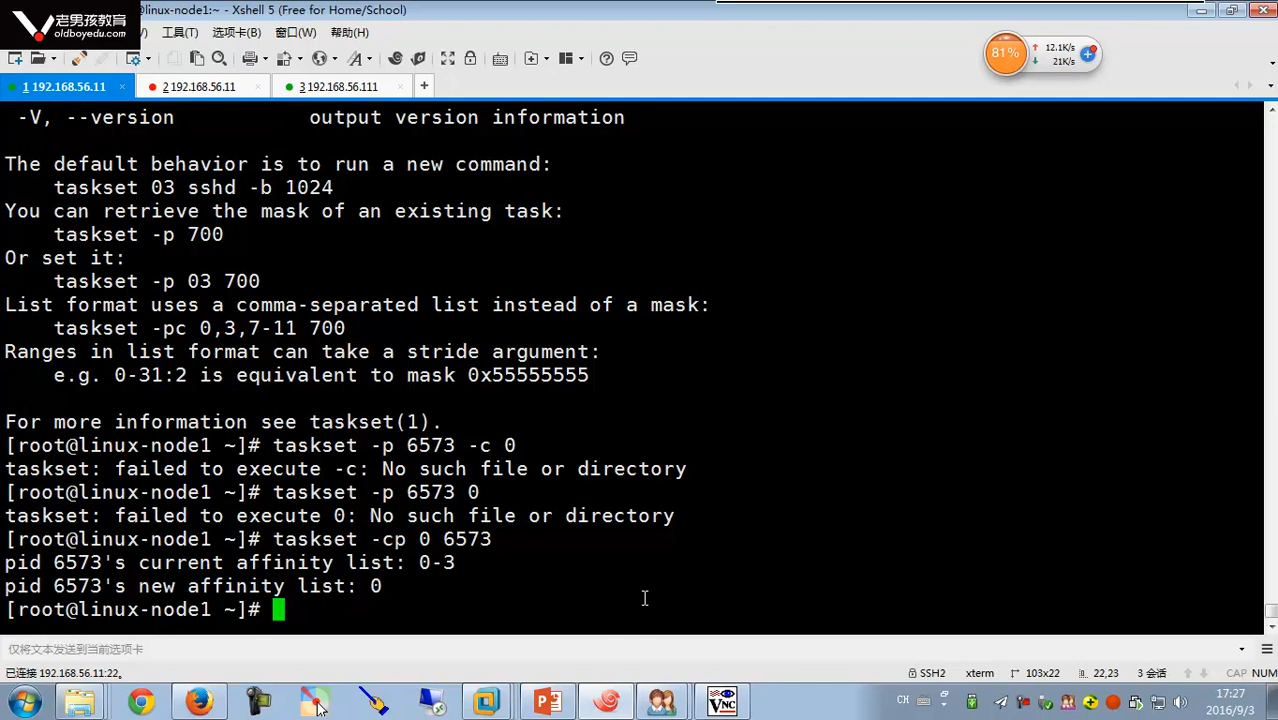 @linux-node1:~ - Xshell 5 (Free for Home/School)
老男孩教育
oldboyedu.com
工具(T) 选项卡(B) 窗口(W) 帮助(H)
81%
12.1K/s
21K/s
1 192.168.56.11
2 192.168.56.11
3 192.168.56.111
-V, --version output version information
The default behavior is to run a new command:
taskset 03 sshd -b 1024
You can retrieve the mask of an existing task:
taskset -p 700
Or set it:
taskset -p 03 700
List format uses a comma-separated list instead of a mask:
taskset -pc 0,3,7-11 700
Ranges in list format can take a stride argument:
e.g. 0-31:2 is equivalent to mask 0x55555555
For more information see taskset(1).
[root@linux-node1 ~]# taskset -p 6573 -c 0
taskset: failed to execute -c: No such file or directory
[root@linux-node1 ~]# taskset -p 6573 0
taskset: failed to execute 0: No such file or directory
[root@linux-node1 ~]# taskset -cp 0 6573
pid 6573's current affinity list: 0-3
pid 6573's new affinity list: 0
[root@linux-node1 ~]#
仅将文本发送到当前选项卡
已连接 192.168.56.11:22。 SSH2 xterm 103x22 22,23 3 会话 CAP NUM
CH 17:27
2016/9/3